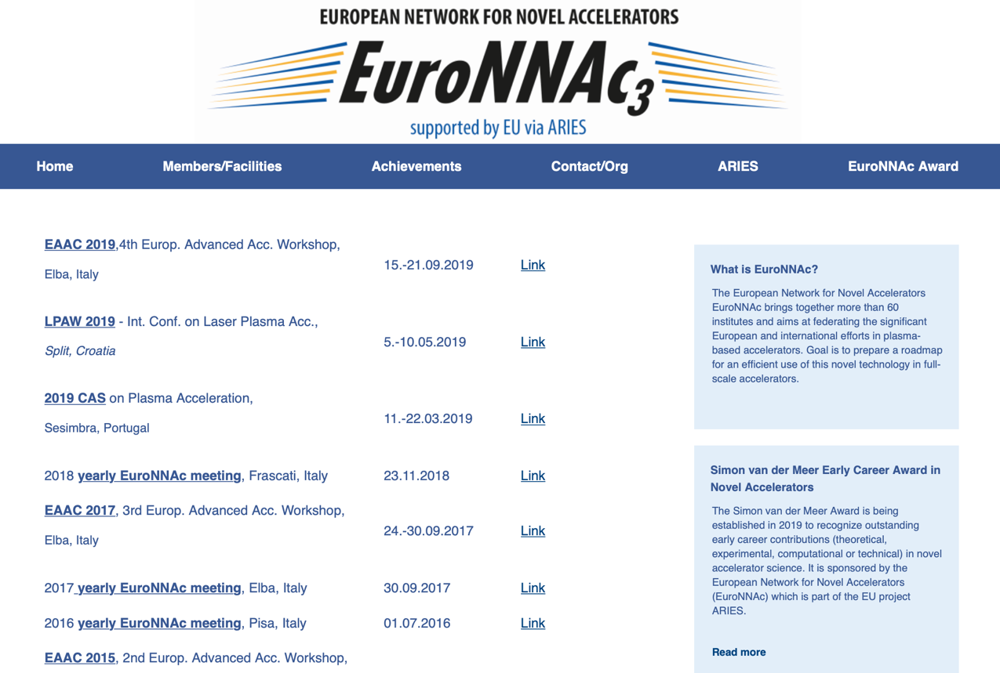 EUROPEAN NETWORK FOR NOVEL ACCELERATORS
EuroNNAc3
supported by EU via ARIES
Home Members/Facilities Achievements Contact/Org ARIES EuroNNAc Award
EAAC 2019,4th Europ. Advanced Acc. Workshop,
Elba, Italy
15.-21.09.2019 Link
LPAW 2019 - Int. Conf. on Laser Plasma Acc.,
Split, Croatia
5.-10.05.2019 Link
2019 CAS on Plasma Acceleration,
Sesimbra, Portugal
11.-22.03.2019 Link
2018 yearly EuroNNAc meeting, Frascati, Italy 23.11.2018 Link
EAAC 2017, 3rd Europ. Advanced Acc. Workshop,
Elba, Italy
24.-30.09.2017 Link
2017 yearly EuroNNAc meeting, Elba, Italy 30.09.2017 Link
2016 yearly EuroNNAc meeting, Pisa, Italy 01.07.2016 Link
EAAC 2015, 2nd Europ. Advanced Acc. Workshop,
What is EuroNNAc?
The European Network for Novel Accelerators
EuroNNAc brings together more than 60
institutes and aims at federating the significant
European and international efforts in plasma-
based accelerators. Goal is to prepare a roadmap
for an efficient use of this novel technology in full-
scale accelerators.
Simon van der Meer Early Career Award in
Novel Accelerators
The Simon van der Meer Award is being
established in 2019 to recognize outstanding
early career contributions (theoretical,
experimental, computational or technical) in novel
accelerator science. It is sponsored by the
European Network for Novel Accelerators
(EuroNNAc) which is part of the EU project
ARIES.
Read more